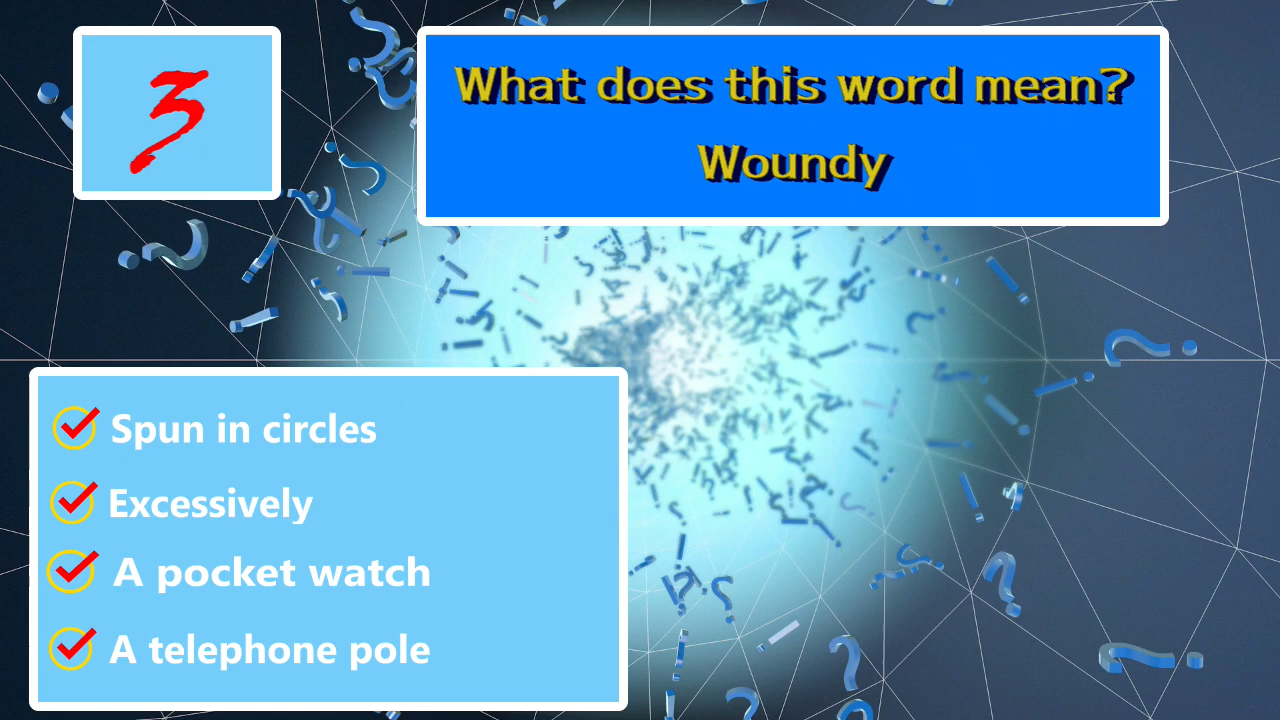 3
What does this word mean?
Woundy
Spun in circles
Excessively
A pocket watch
A telephone pole